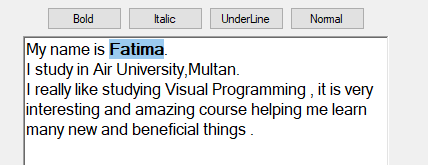 Bold Italic UnderLine Normal
My name is Fatima.
I study in Air University,Multan.
I really like studying Visual Programming , it is very
interesting and amazing course helping me learn
many new and beneficial things .